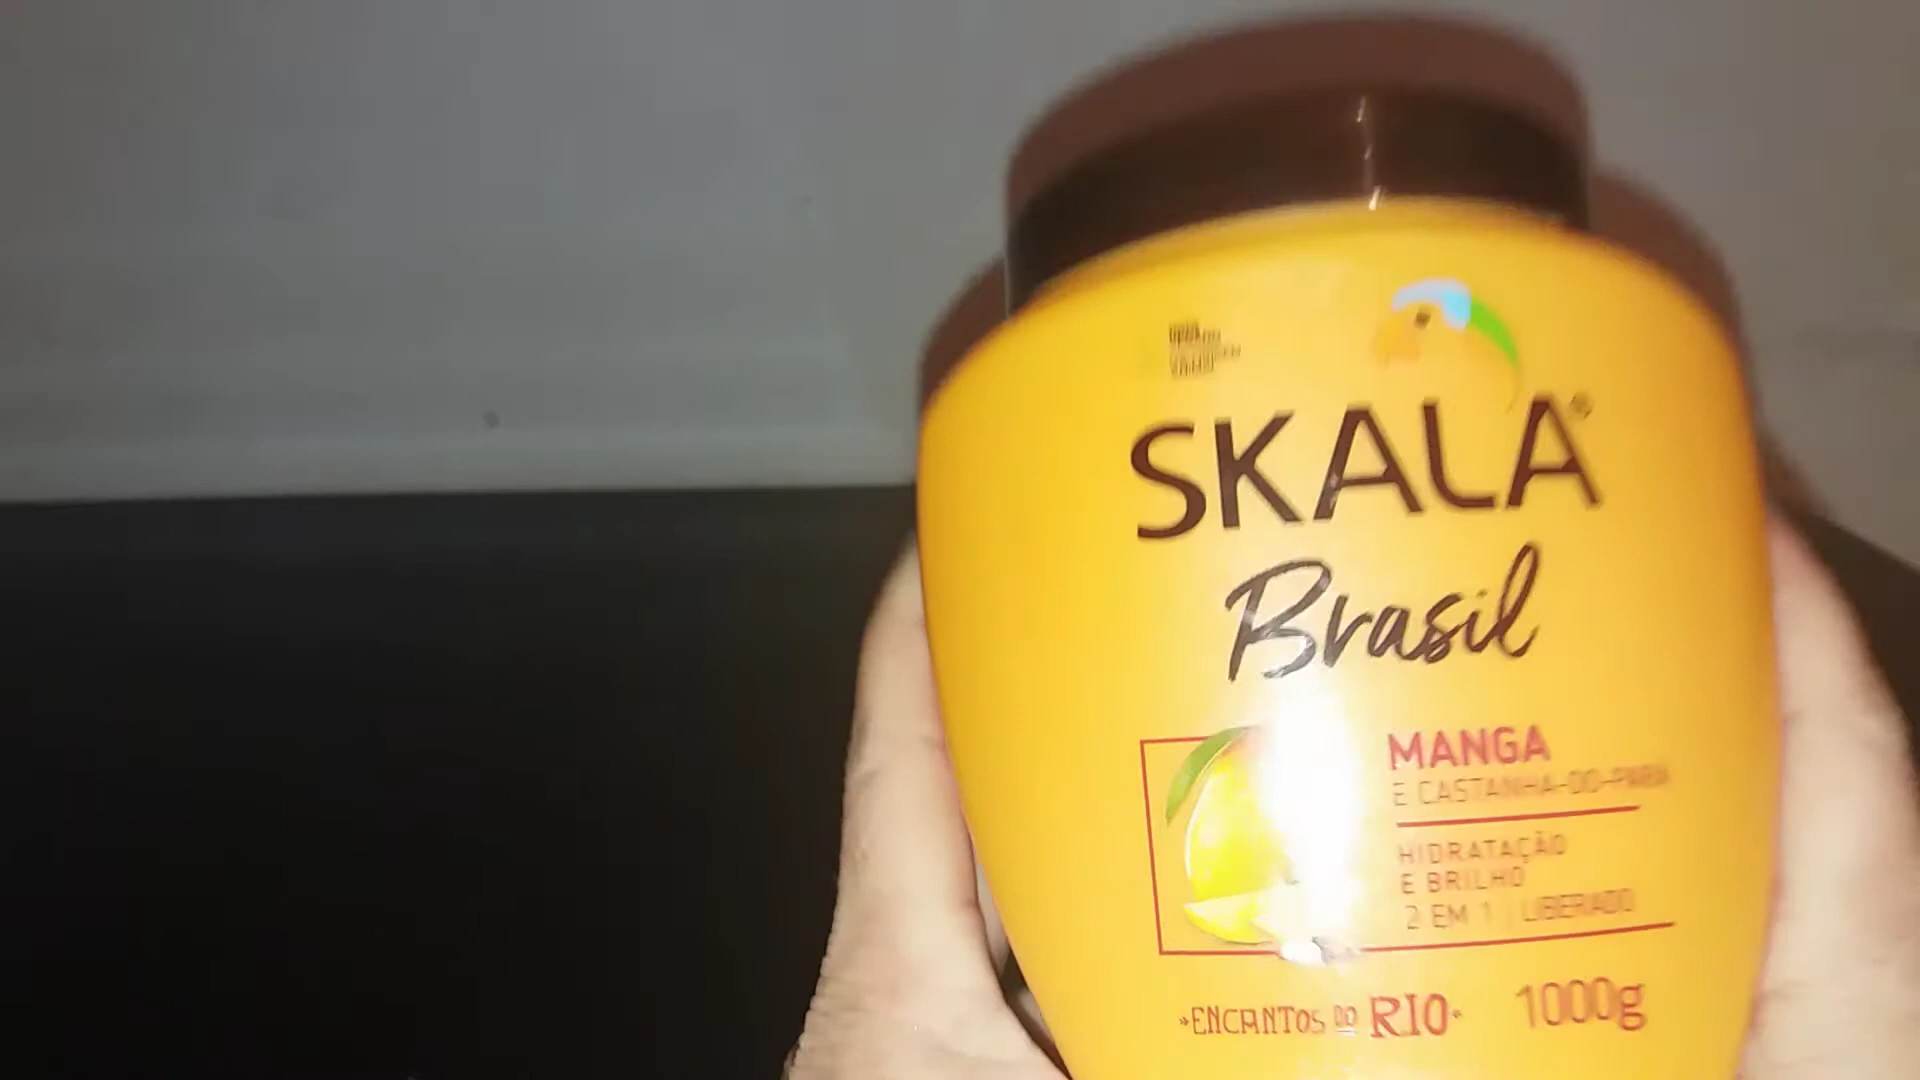 SKALA®
Brasil
MANGA
E CASTANHA-DO-PARÁ
HIDRATAÇÃO
E BRILHO
2 EM 1 | LIBERADO
»ENCANTOS DO RIO«
1000g